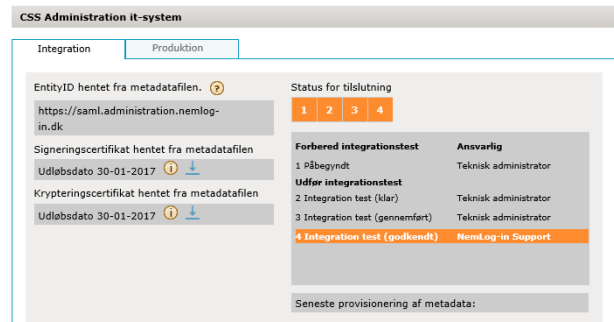 CSS Administration it-system
Integration
Produktion
EntityID hentet fra metadatafilen. ?
https://saml.administration.nemlog-
in.dk
Signeringscertifikat hentet fra metadatafilen
Udløbsdato 30-01-2017 i
Krypteringscertifikat hentet fra metadatafilen
Udløbsdato 30-01-2017 i
Status for tilslutning
1 2 3 4
Forbered integrationstest Ansvarlig
1 Påbegyndt Teknisk administrator
Udfør integrationstest
2 Integration test (klar) Teknisk administrator
3 Integration test (gennemført) Teknisk administrator
4 Integration test (godkendt) NemLog-in Support
Seneste provisionering af metadata: